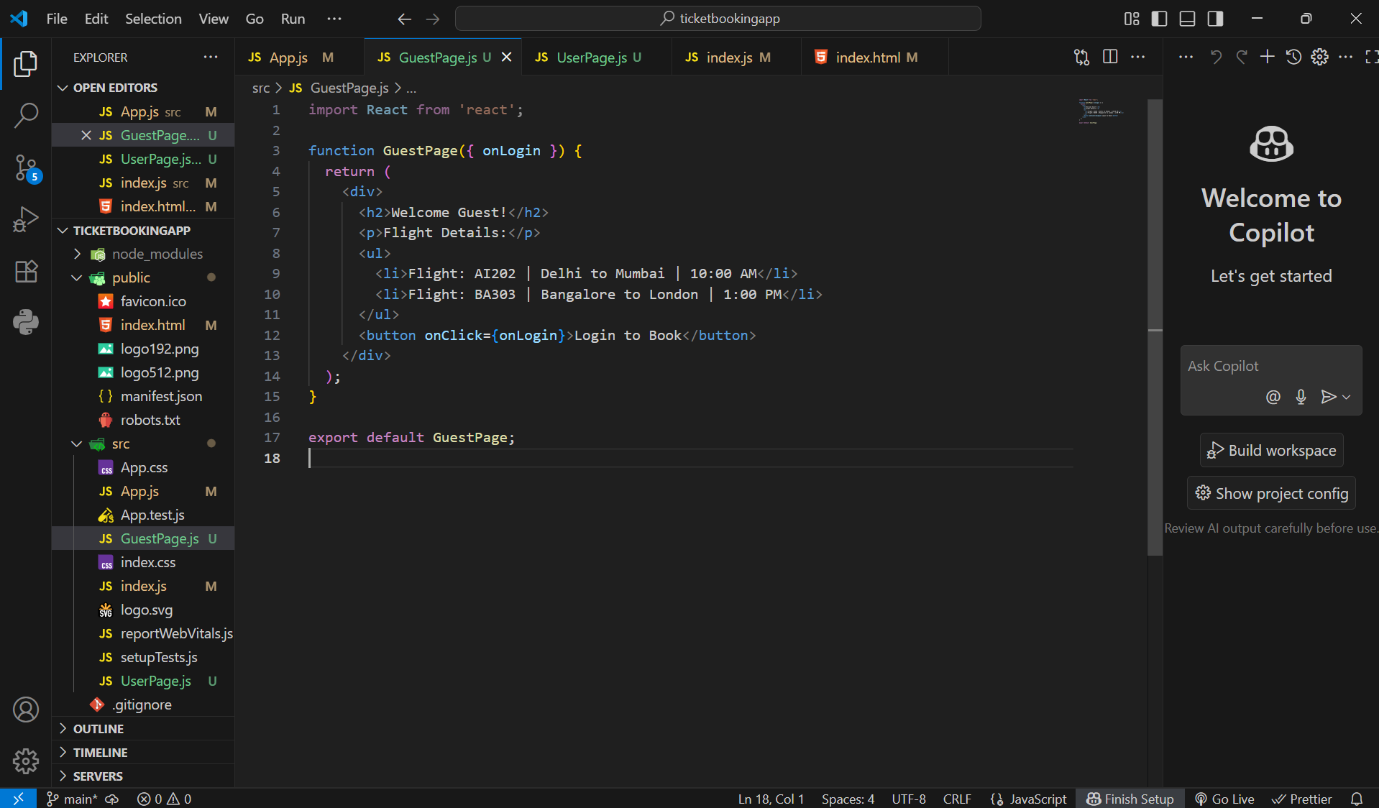 File Edit Selection View Go Run ··· ticketbookingapp
EXPLORER ···
OPEN EDITORS
JS App.js src M
JS GuestPage.... U
JS UserPage.js... U
JS index.js src M
index.html... M
TICKETBOOKINGAPP
node_modules
public
favicon.ico
index.html M
logo192.png
logo512.png
{ } manifest.json
robots.txt
src
css App.css
JS App.js M
App.test.js
JS GuestPage.js U
css index.css
JS index.js M
SVG logo.svg
JS reportWebVitals.js
JS setupTests.js
JS UserPage.js U
.gitignore
OUTLINE
TIMELINE
SERVERS
5
JS App.js M JS GuestPage.js U JS UserPage.js U JS index.js M index.html M
src > JS GuestPage.js > ...
1 import React from 'react';
2
3 function GuestPage({ onLogin }) {
4 return (
5 <div>
6 <h2>Welcome Guest!</h2>
7 <p>Flight Details:</p>
8 <ul>
9 <li>Flight: AI202 | Delhi to Mumbai | 10:00 AM</li>
10 <li>Flight: BA303 | Bangalore to London | 1:00 PM</li>
11 </ul>
12 <button onClick={onLogin}>Login to Book</button>
13 </div>
14 );
15 }
16
17 export default GuestPage;
18
Welcome to
Copilot
Let's get started
Ask Copilot
@
Build workspace
Show project config
Review AI output carefully before use.
main* 0 0 Ln 18, Col 1 Spaces: 4 UTF-8 CRLF {} JavaScript Finish Setup Go Live Prettier